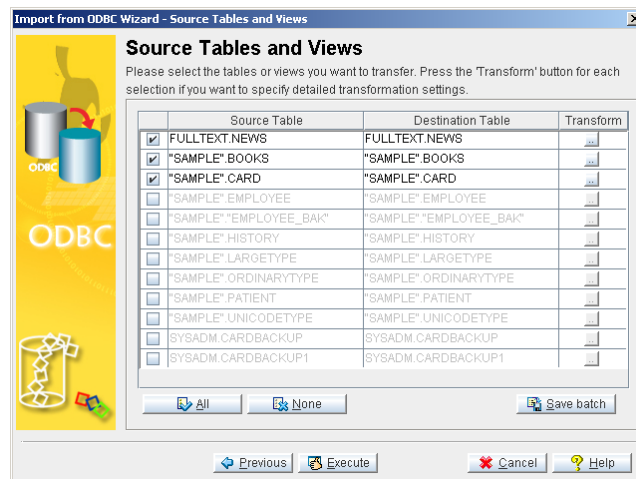 Import from ODBC Wizard - Source Tables and Views
Source Tables and Views
Please select the tables or views you want to transfer. Press the 'Transform' button for each
selection if you want to specify detailed transformation settings.
Source Table Destination Table Transform
FULLTEXT.NEWS FULLTEXT.NEWS ...
"SAMPLE".BOOKS "SAMPLE".BOOKS ...
"SAMPLE".CARD "SAMPLE".CARD ...
"SAMPLE".EMPLOYEE "SAMPLE".EMPLOYEE ...
"SAMPLE"."EMPLOYEE_BAK" "SAMPLE"."EMPLOYEE_BAK" ...
"SAMPLE".HISTORY "SAMPLE".HISTORY ...
"SAMPLE".LARGETYPE "SAMPLE".LARGETYPE ...
"SAMPLE".ORDINARYTYPE "SAMPLE".ORDINARYTYPE ...
"SAMPLE".PATIENT "SAMPLE".PATIENT ...
"SAMPLE".UNICODETYPE "SAMPLE".UNICODETYPE ...
SYSADM.CARDBACKUP SYSADM.CARDBACKUP ...
SYSADM.CARDBACKUP1 SYSADM.CARDBACKUP1 ...
ODBC
ODBC
All None Save batch
Previous Execute Cancel Help